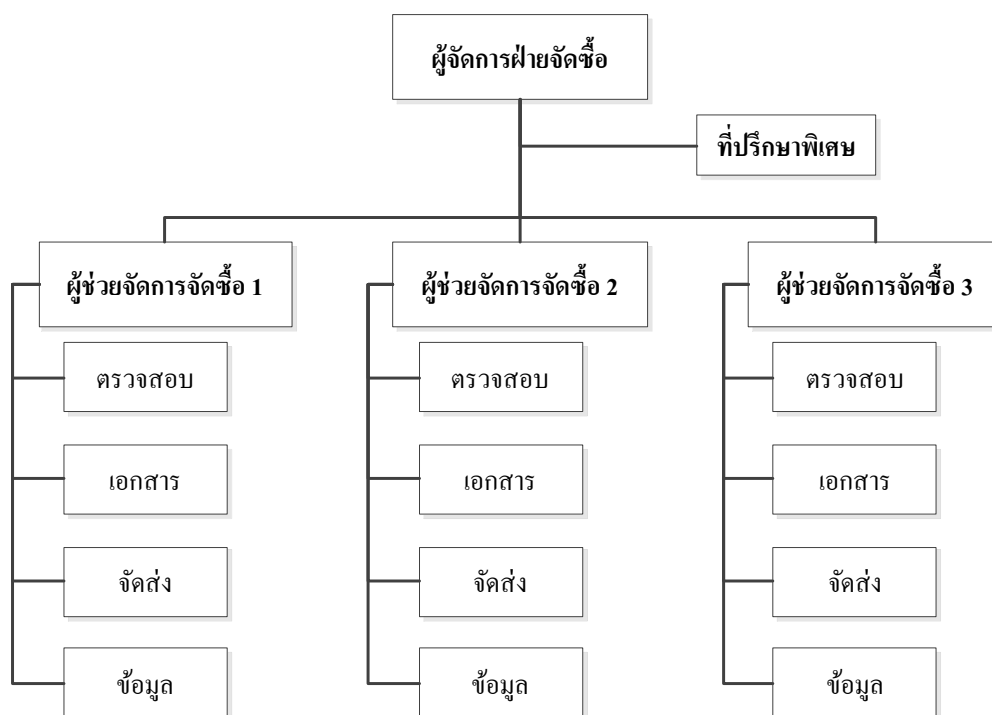 ผู้จัดการฝ่ายจัดซื้อ
ที่ปรึกษาพิเศษ
ผู้ช่วยจัดการจัดซื้อ 1
ผู้ช่วยจัดการจัดซื้อ 2
ผู้ช่วยจัดการจัดซื้อ 3
ตรวจสอบ
ตรวจสอบ
ตรวจสอบ
เอกสาร
เอกสาร
เอกสาร
จัดส่ง
จัดส่ง
จัดส่ง
ข้อมูล
ข้อมูล
ข้อมูล